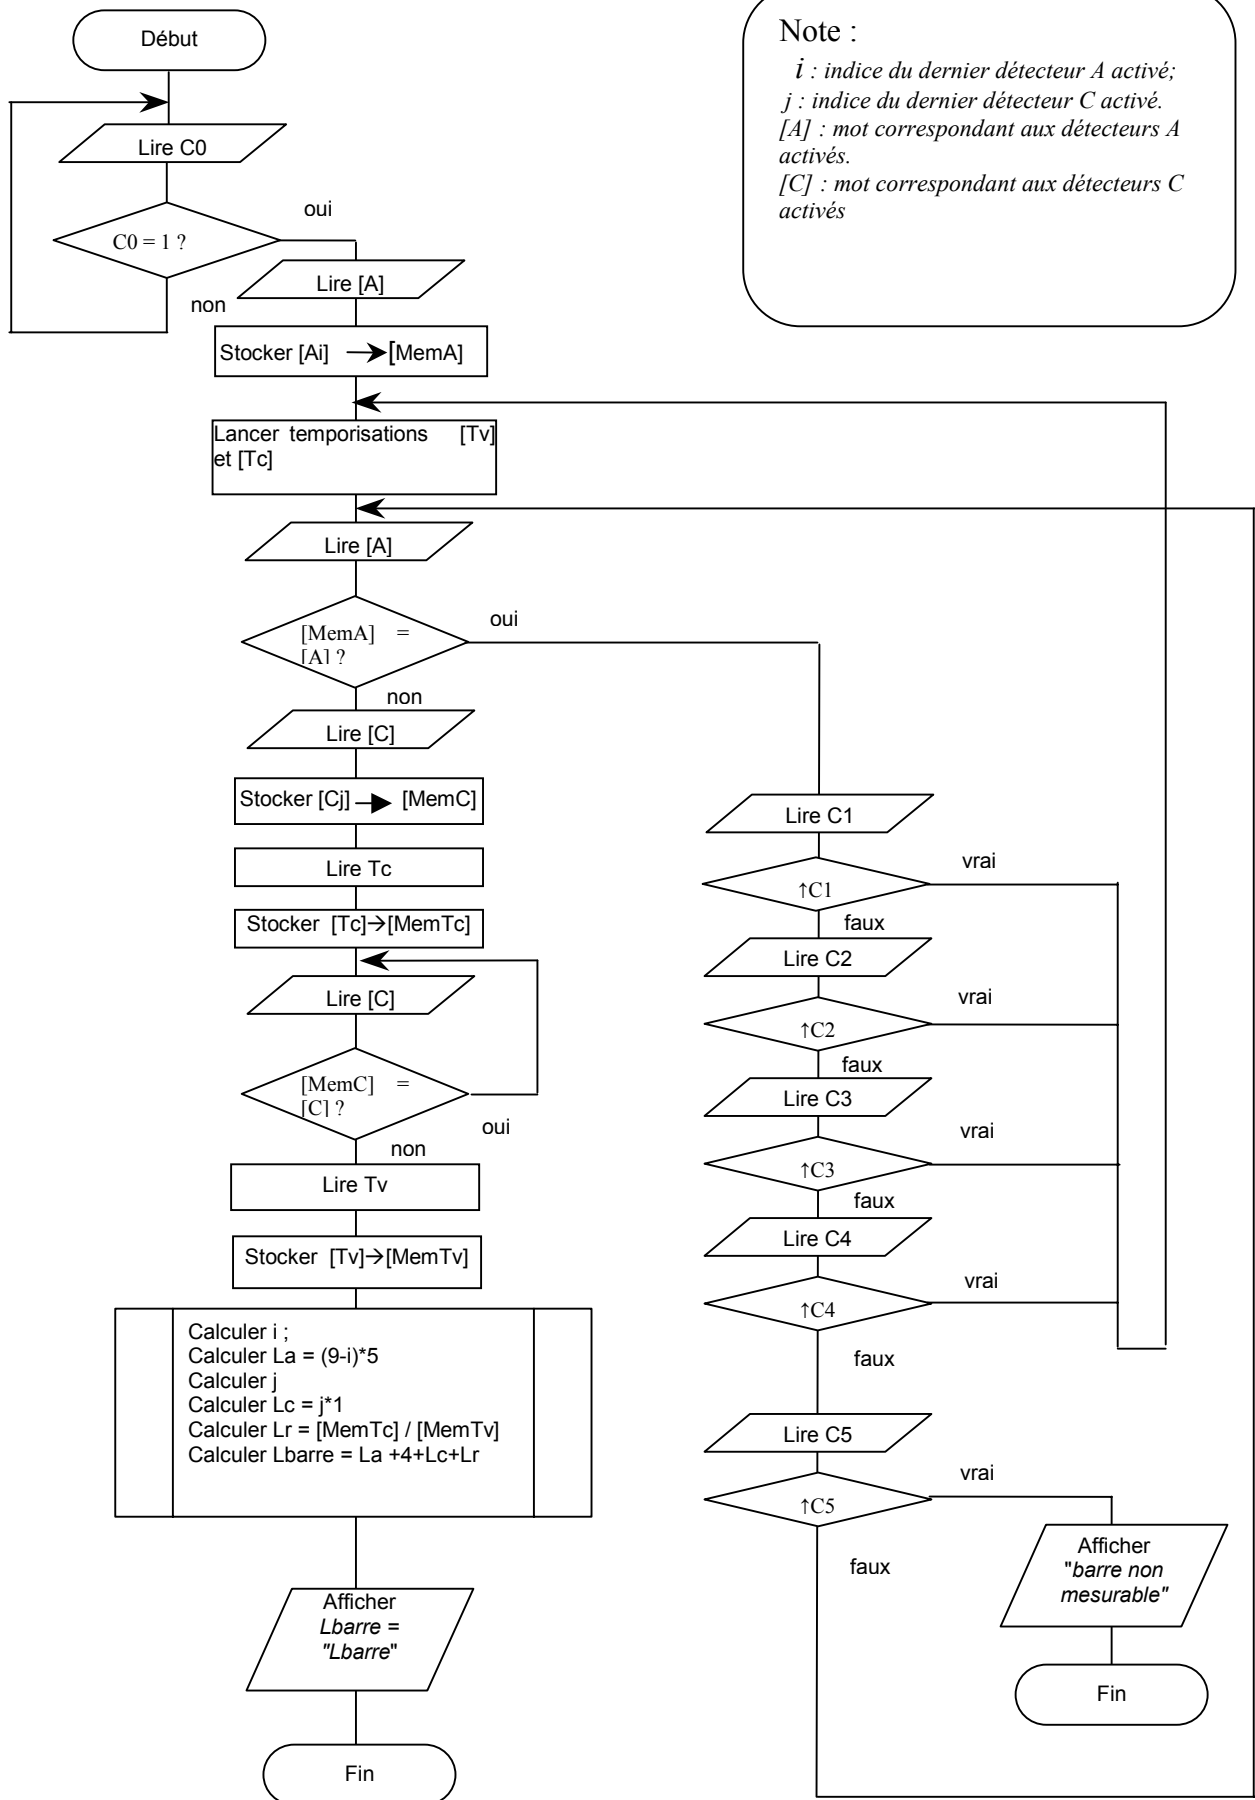 Début
Note :
i : indice du dernier détecteur A activé;
j : indice du dernier détecteur C activé.
[A] : mot correspondant aux détecteurs A
activés.
[C] : mot correspondant aux détecteurs C
activés
Lire C0
oui
C0 = 1 ?
non
Lire [A]
Stocker [Ai] → [MemA]
Lancer temporisations [Tv]
et [Tc]
Lire [A]
oui
[MemA] =
[A] ?
non
Lire [C]
Stocker [Cj] → [MemC]
Lire Tc
Stocker [Tc]→[MemTc]
Lire [C]
[MemC] =
[C] ?
oui
non
Lire Tv
Stocker [Tv]→[MemTv]
Calculer i ;
Calculer La = (9-i)*5
Calculer j
Calculer Lc = j*1
Calculer Lr = [MemTc] / [MemTv]
Calculer Lbarre = La +4+Lc+Lr
Afficher
Lbarre =
"Lbarre"
Fin
Lire C1
vrai
↑C1
faux
Lire C2
vrai
↑C2
faux
Lire C3
vrai
↑C3
faux
Lire C4
vrai
↑C4
faux
Lire C5
vrai
↑C5
faux
Afficher
"barre non
mesurable"
Fin